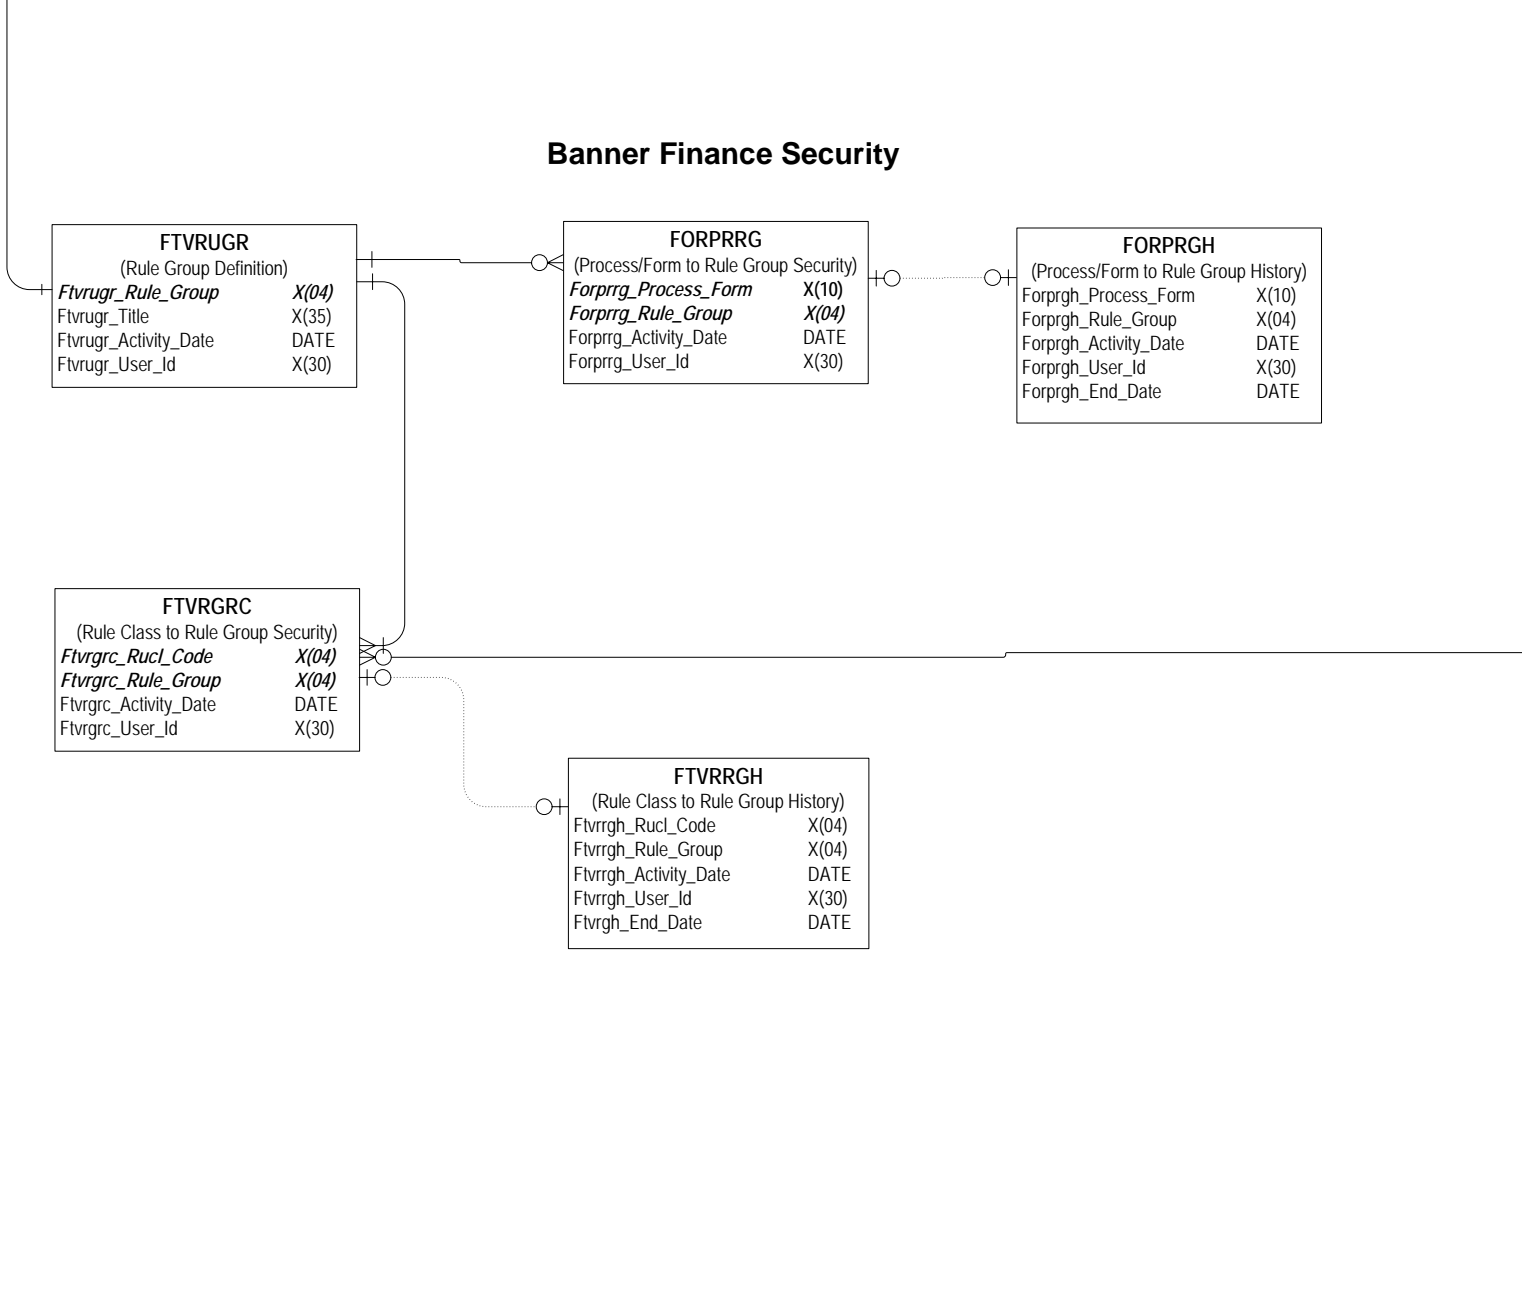 Banner Finance Security
FTVRUGR
(Rule Group Definition)
Ftvrugr_Rule_Group X(04)
Ftvrugr_Title X(35)
Ftvrugr_Activity_Date DATE
Ftvrugr_User_Id X(30)
FORPRRG
(Process/Form to Rule Group Security)
Forprrg_Process_Form X(10)
Forprrg_Rule_Group X(04)
Forprrg_Activity_Date DATE
Forprrg_User_Id X(30)
FORPRGH
(Process/Form to Rule Group History)
Forprgh_Process_Form X(10)
Forprgh_Rule_Group X(04)
Forprgh_Activity_Date DATE
Forprgh_User_Id X(30)
Forprgh_End_Date DATE
FTVRGRC
(Rule Class to Rule Group Security)
Ftvrgrc_Rucl_Code X(04)
Ftvrgrc_Rule_Group X(04)
Ftvrgrc_Activity_Date DATE
Ftvrgrc_User_Id X(30)
FTVRRGH
(Rule Class to Rule Group History)
Ftvrrgh_Rucl_Code X(04)
Ftvrrgh_Rule_Group X(04)
Ftvrrgh_Activity_Date DATE
Ftvrrgh_User_Id X(30)
Ftvrgh_End_Date DATE